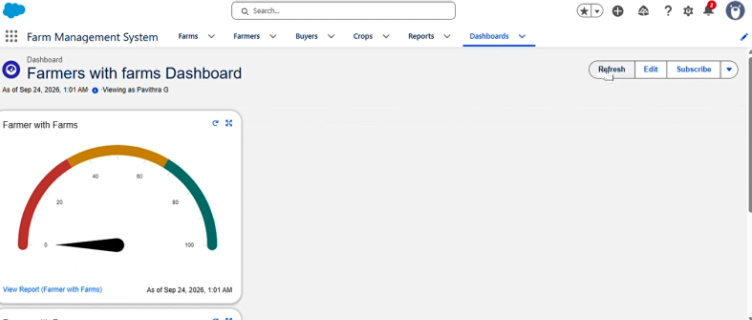 Search...
2
Farm Management System
Farms
Farmers
Buyers
Crops
Reports
Dashboards
Dashboard
Farmers with farms Dashboard
As of Sep 24, 2026, 1:01 AM Viewing as Pavithra G
Refresh
Edit
Subscribe
Farmer with Farms
40
60
20
80
0
100
View Report (Farmer with Farms)
As of Sep 24, 2026, 1:01 AM